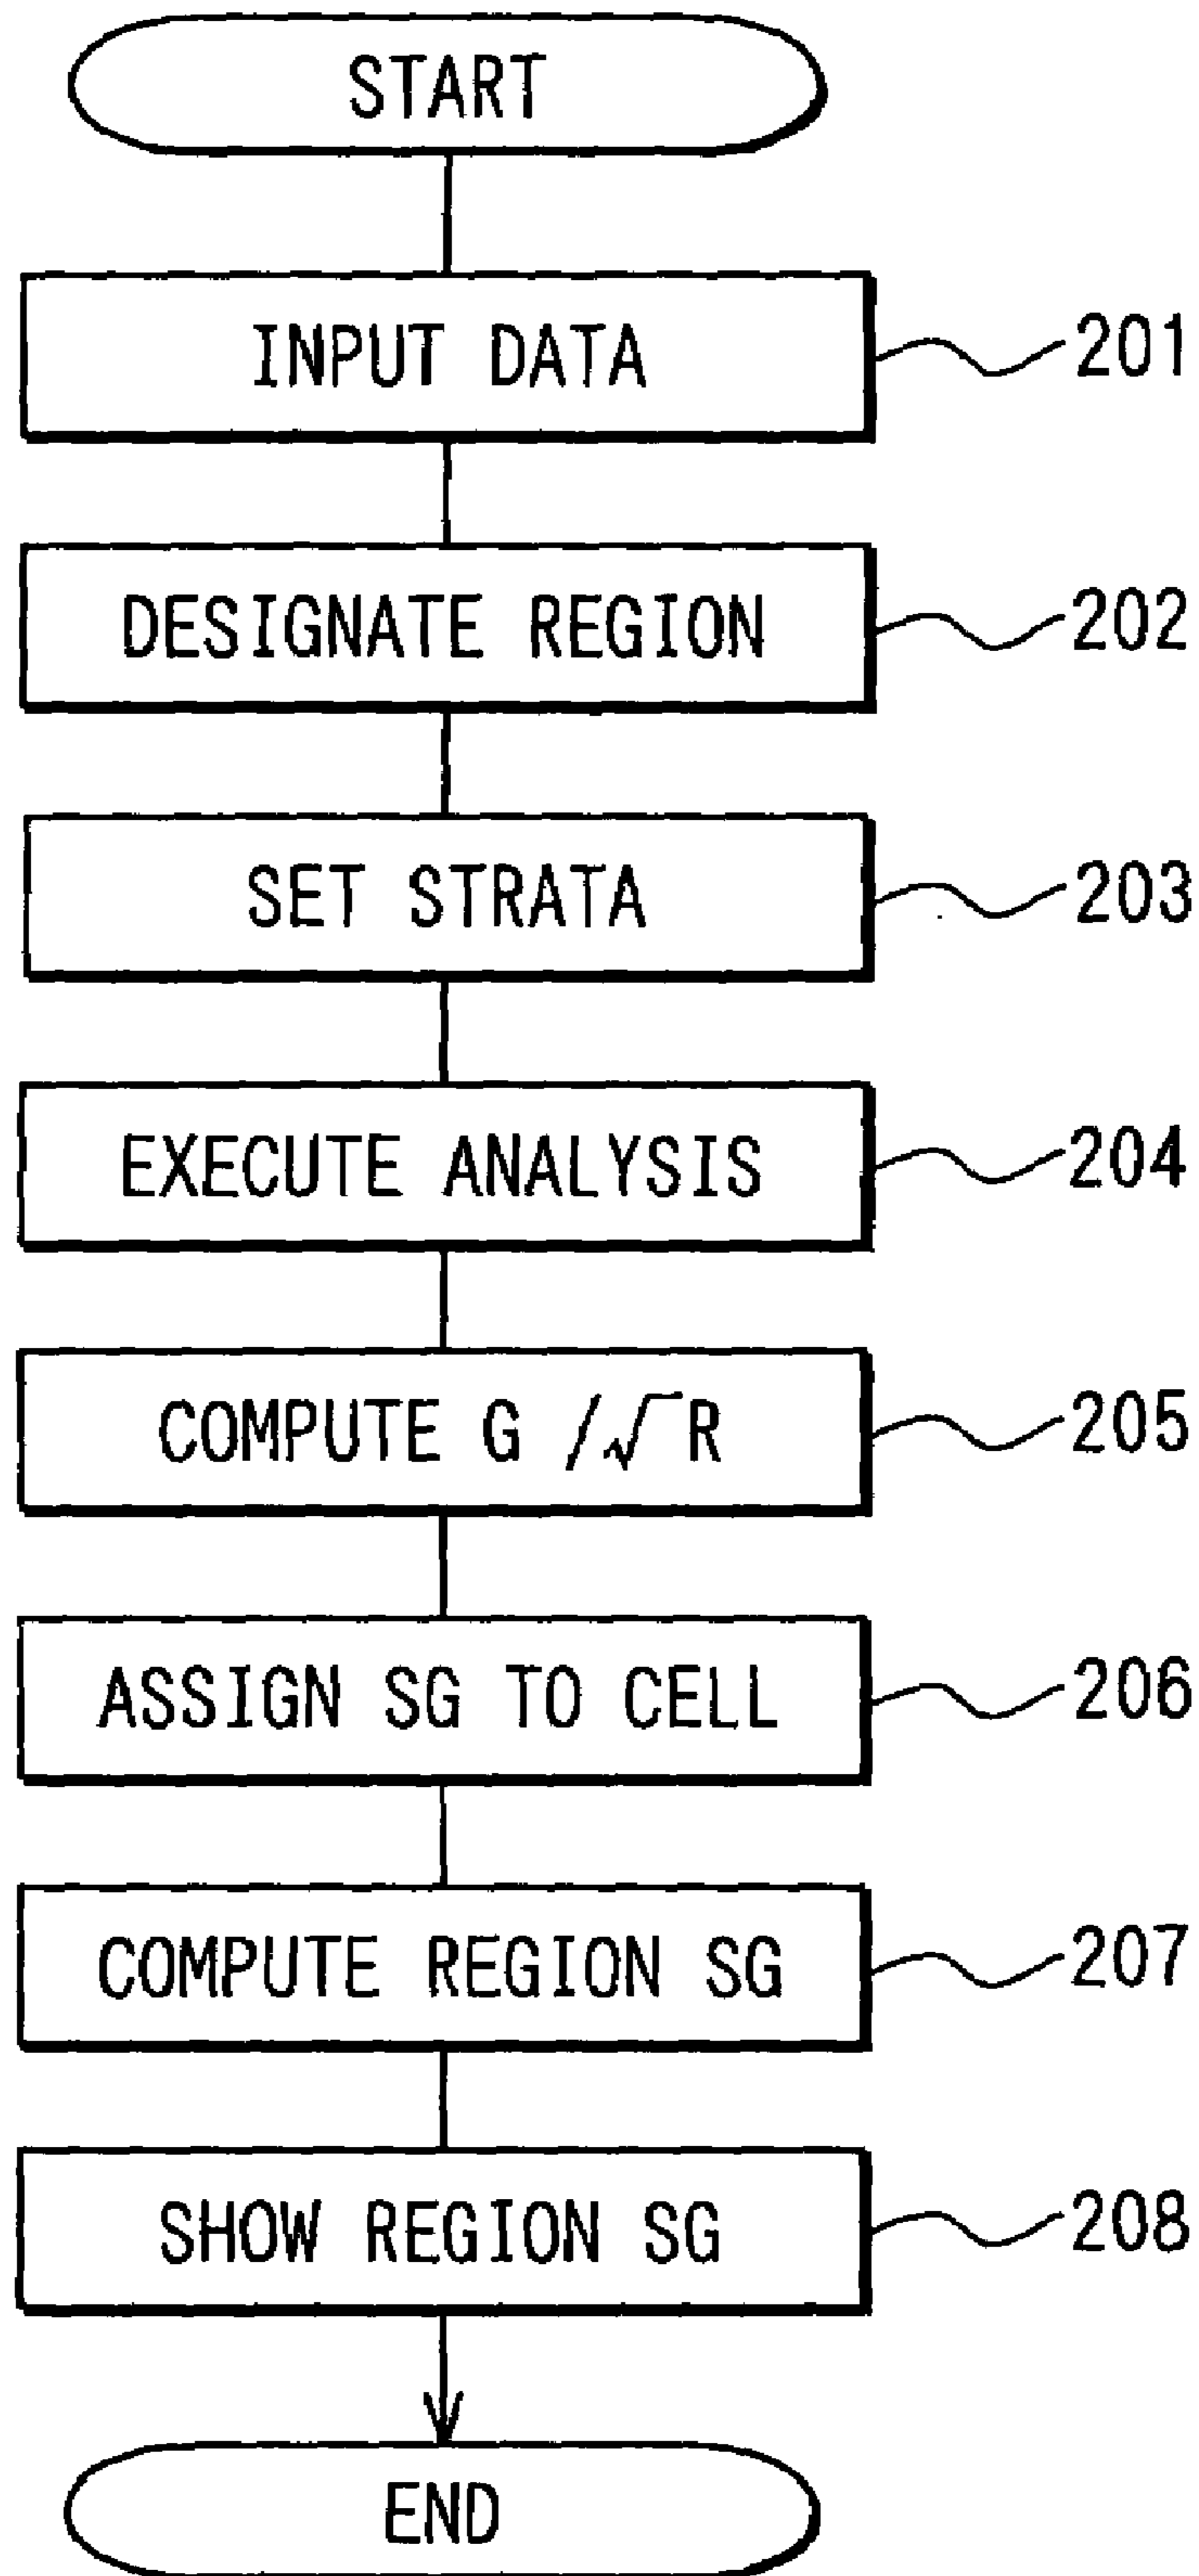 START
INPUT DATA 201
DESIGNATE REGION 202
SET STRATA 203
EXECUTE ANALYSIS 204
COMPUTE G /√R 205
ASSIGN SG TO CELL 206
COMPUTE REGION SG 207
SHOW REGION SG 208
END